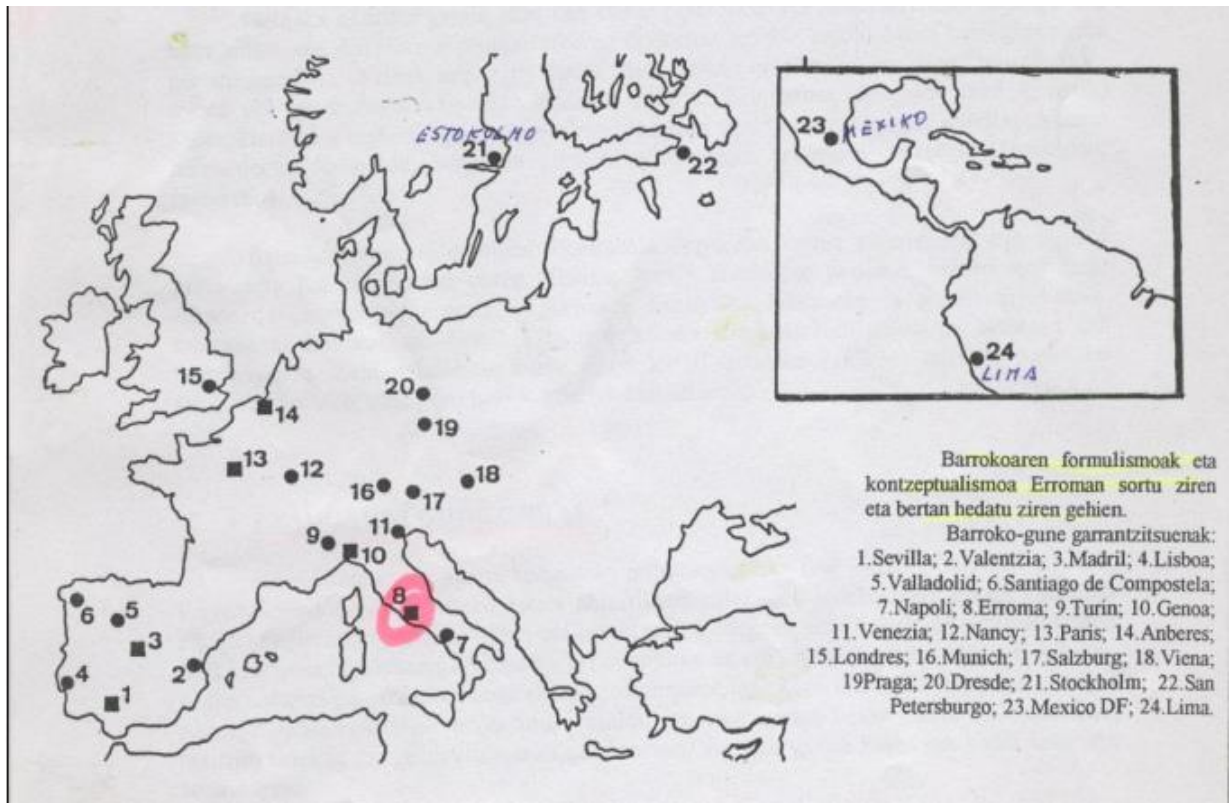 ESTOKOLMO
21
22
23
MÉXIKO
24
LIMA
15
14
20
19
13
12
16
17
18
9
10
11
8
7
6
5
3
4
2
1
Barrokoaren formulismoak eta
kontzeptualismoa Erroman sortu ziren
eta bertan hedatu ziren gehien.
Barroko-gune garrantzitsuenak:
1.Sevilla; 2.Valentzia; 3.Madril; 4.Lisboa;
5.Valladolid; 6.Santiago de Compostela;
7.Napoli; 8.Erroma; 9.Turin; 10.Genoa;
11.Venezia; 12.Nancy; 13.Paris; 14.Anberes;
15.Londres; 16.Munich; 17.Salzburg; 18.Viena;
19Praga; 20.Dresde; 21.Stockholm; 22.San
Petersburgo; 23.Mexico DF; 24.Lima.